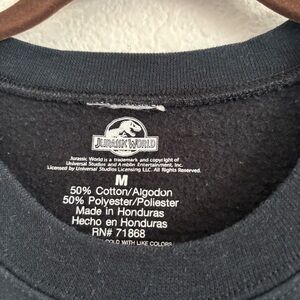 JURASSIC WORLD
Jurassic World is a trademark and copyright of
Universal Studios and Amblin Entertainment, Inc.
Licensed by Universal Studios Licensing LLC. All Rights Reserved.
M
50% Cotton/Algodon
50% Polyester/Poliester
Made in Honduras
Hecho en Honduras
RN# 71868
COLD WITH LIKE COLORS